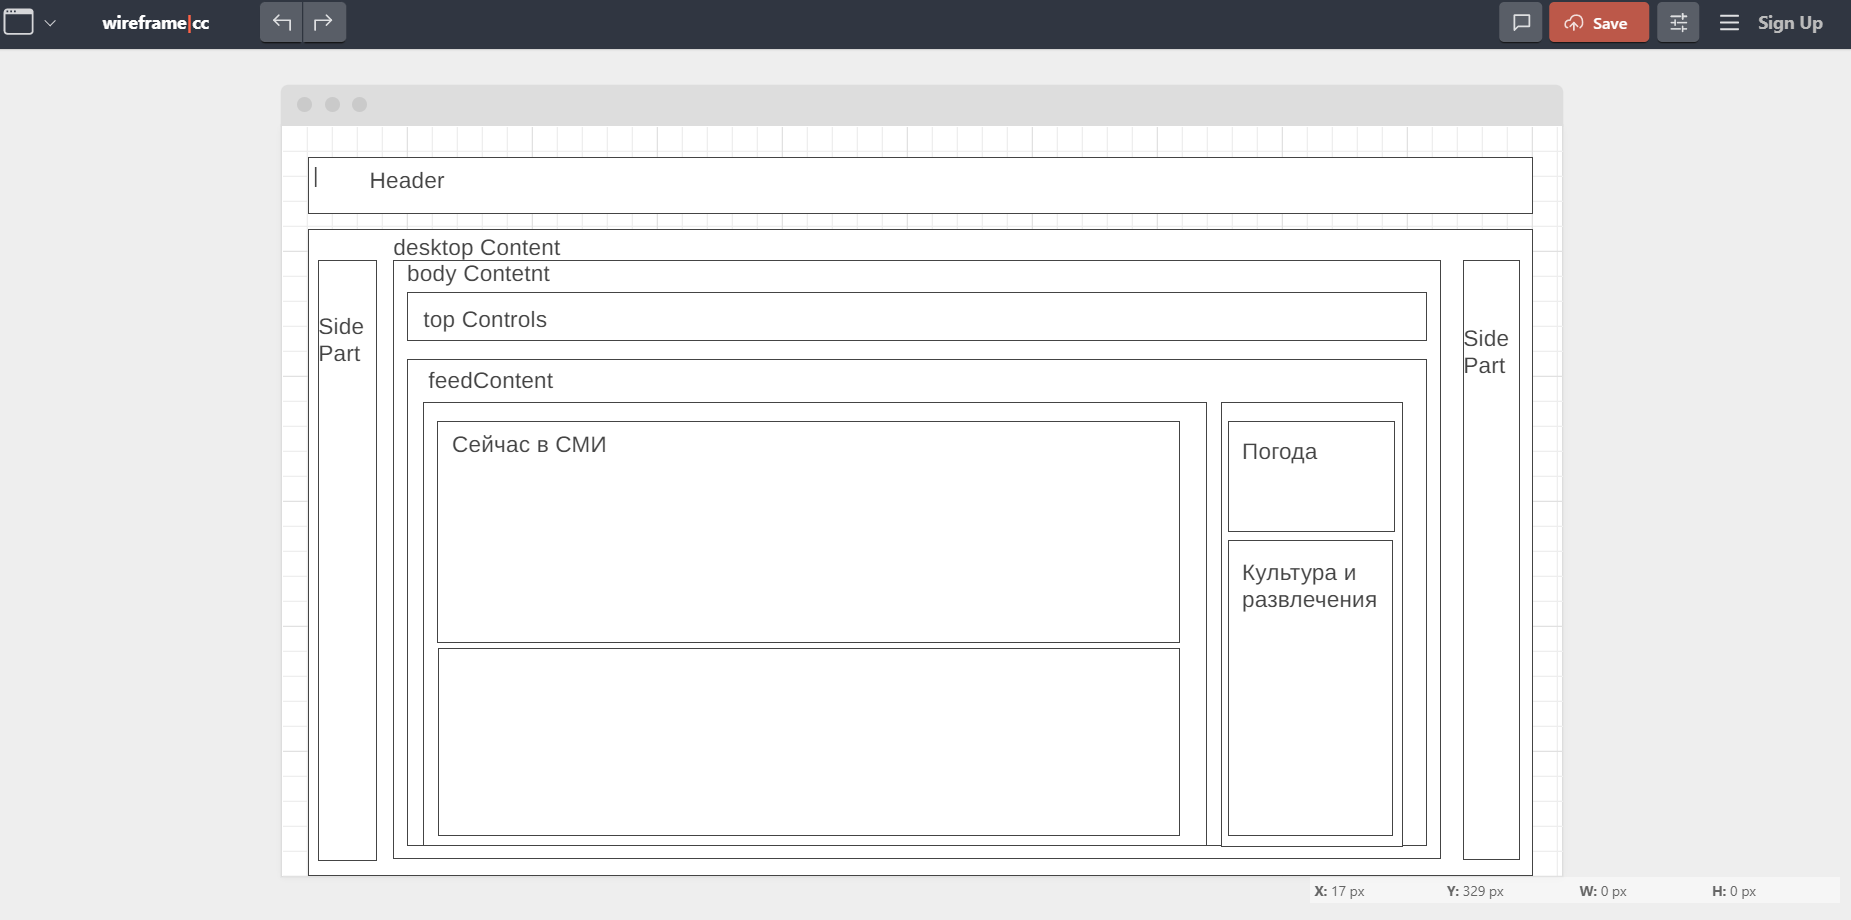 wireframe|cc
Save
Sign Up
Header
desktop Content
body Contetnt
top Controls
Side
Part
Side
Part
feedContent
Сейчас в СМИ
Погода
Культура и
развлечения
X: 17 px Y: 329 px W: 0 px H: 0 px